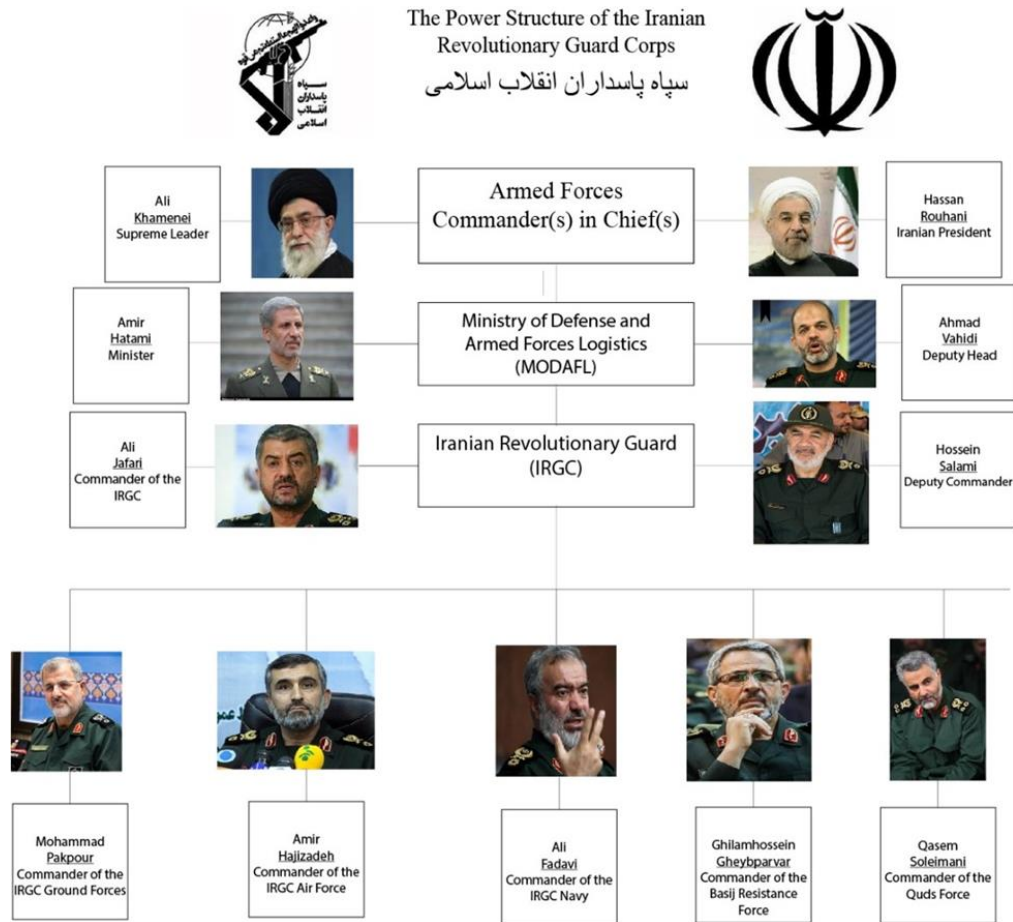 The Power Structure of the Iranian
Revolutionary Guard Corps
سپاه پاسداران انقلاب اسلامی
سپاه
پاسداران
انقلاب
اسلامی
Ali
Khamenei
Supreme Leader
Armed Forces
Commander(s) in Chief(s)
Hassan
Rouhani
Iranian President
Amir
Hatami
Minister
Ministry of Defense and
Armed Forces Logistics
(MODAFL)
Ahmad
Vahidi
Deputy Head
Ali
Jafari
Commander of the
IRGC
Iranian Revolutionary Guard
(IRGC)
Hossein
Salami
Deputy Commander
Mohammad
Pakpour
Commander of the
IRGC Ground Forces
Amir
Hajizadeh
Commander of the
IRGC Air Force
Ali
Fadavi
Commander of the
IRGC Navy
Ghilamhossein
Gheybparvar
Commander of the
Basij Resistance
Force
Qasem
Soleimani
Commander of the
Quds Force